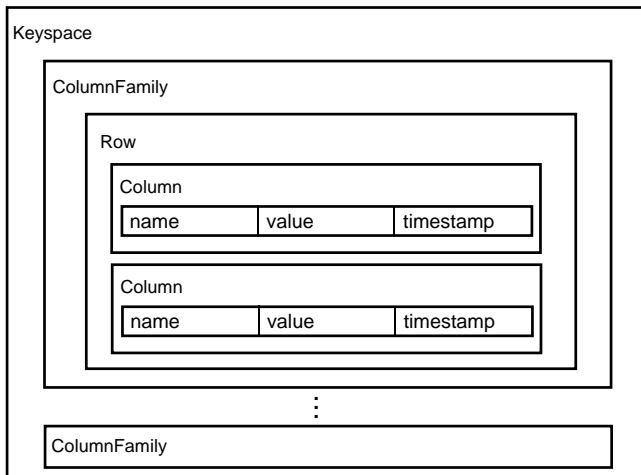 Keyspace
ColumnFamily
Row
Column
name value timestamp
Column
name value timestamp
⋮
ColumnFamily